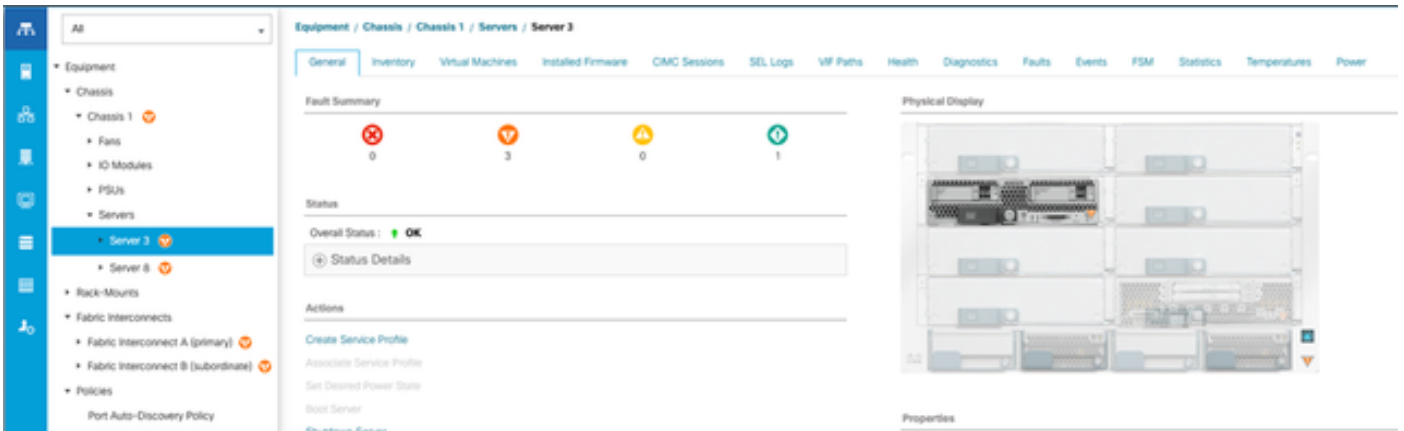 All
Equipment / Chassis / Chassis 1 / Servers / Server 3
General Inventory Virtual Machines Installed Firmware CIMC Sessions SEL Logs VIF Paths Health Diagnostics Faults Events FSM Statistics Temperatures Power
Equipment
Chassis
Chassis 1
Fans
IO Modules
PSUs
Servers
Server 3
Server 8
Rack-Mounts
Fabric Interconnects
Fabric Interconnect A (primary)
Fabric Interconnect B (subordinate)
Policies
Port Auto-Discovery Policy
Fault Summary
0 3 0 1
Status
Overall Status : OK
Status Details
Actions
Create Service Profile
Associate Service Profile
Set Desired Power State
Boot Server
Shutdown Server
Physical Display
Properties